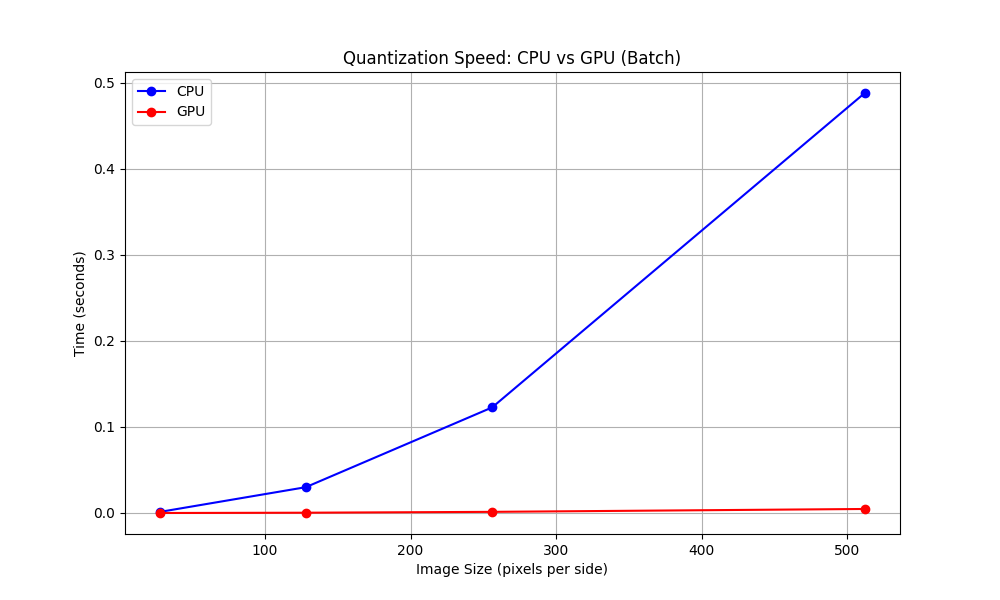 Quantization Speed: CPU vs GPU (Batch)
CPU
GPU
0.5
0.4
0.3
0.2
0.1
0.0
Time (seconds)
100 200 300 400 500
Image Size (pixels per side)